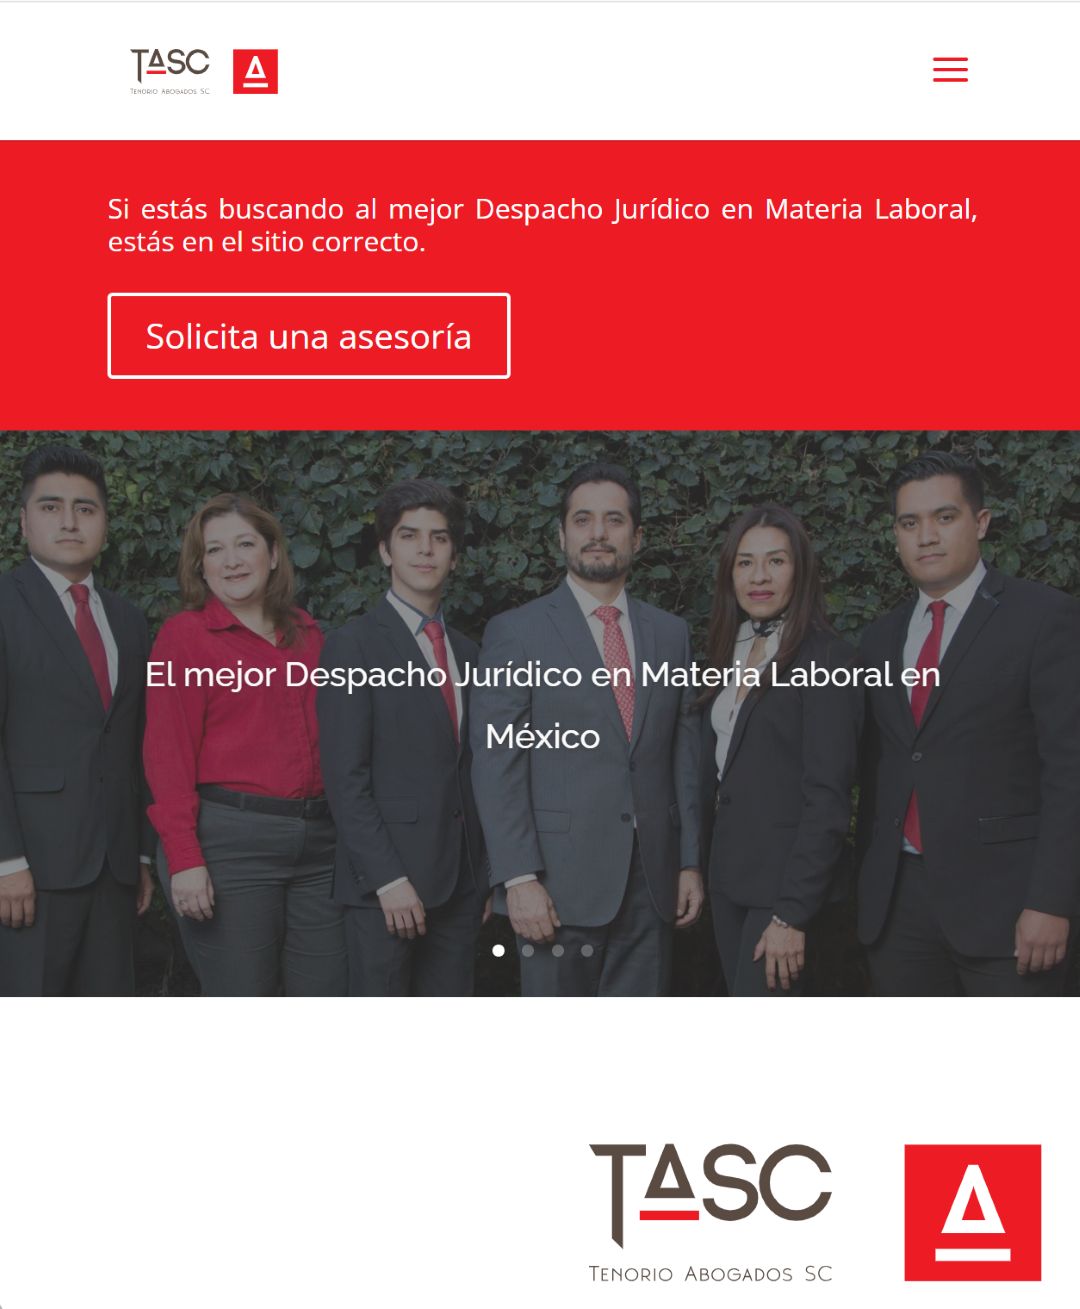 TASC
TENORIO ABOGADOS SC
Si estás buscando al mejor Despacho Jurídico en Materia Laboral,
estás en el sitio correcto.
Solicita una asesoría
El mejor Despacho Jurídico en Materia Laboral en
México
TASC
TENORIO ABOGADOS SC